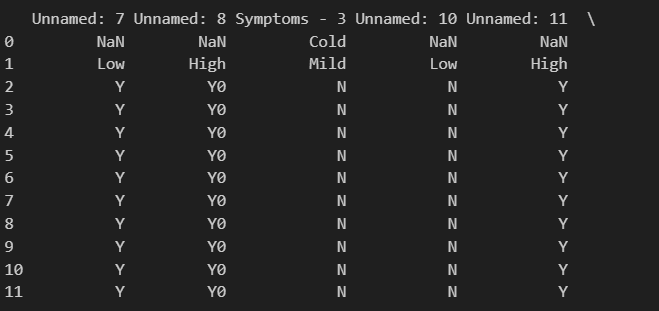 Unnamed: 7 Unnamed: 8 Symptoms - 3 Unnamed: 10 Unnamed: 11 \
0 NaN NaN Cold NaN NaN
1 Low High Mild Low High
2 Y Y0 N N Y
3 Y Y0 N N Y
4 Y Y0 N N Y
5 Y Y0 N N Y
6 Y Y0 N N Y
7 Y Y0 N N Y
8 Y Y0 N N Y
9 Y Y0 N N Y
10 Y Y0 N N Y
11 Y Y0 N N Y